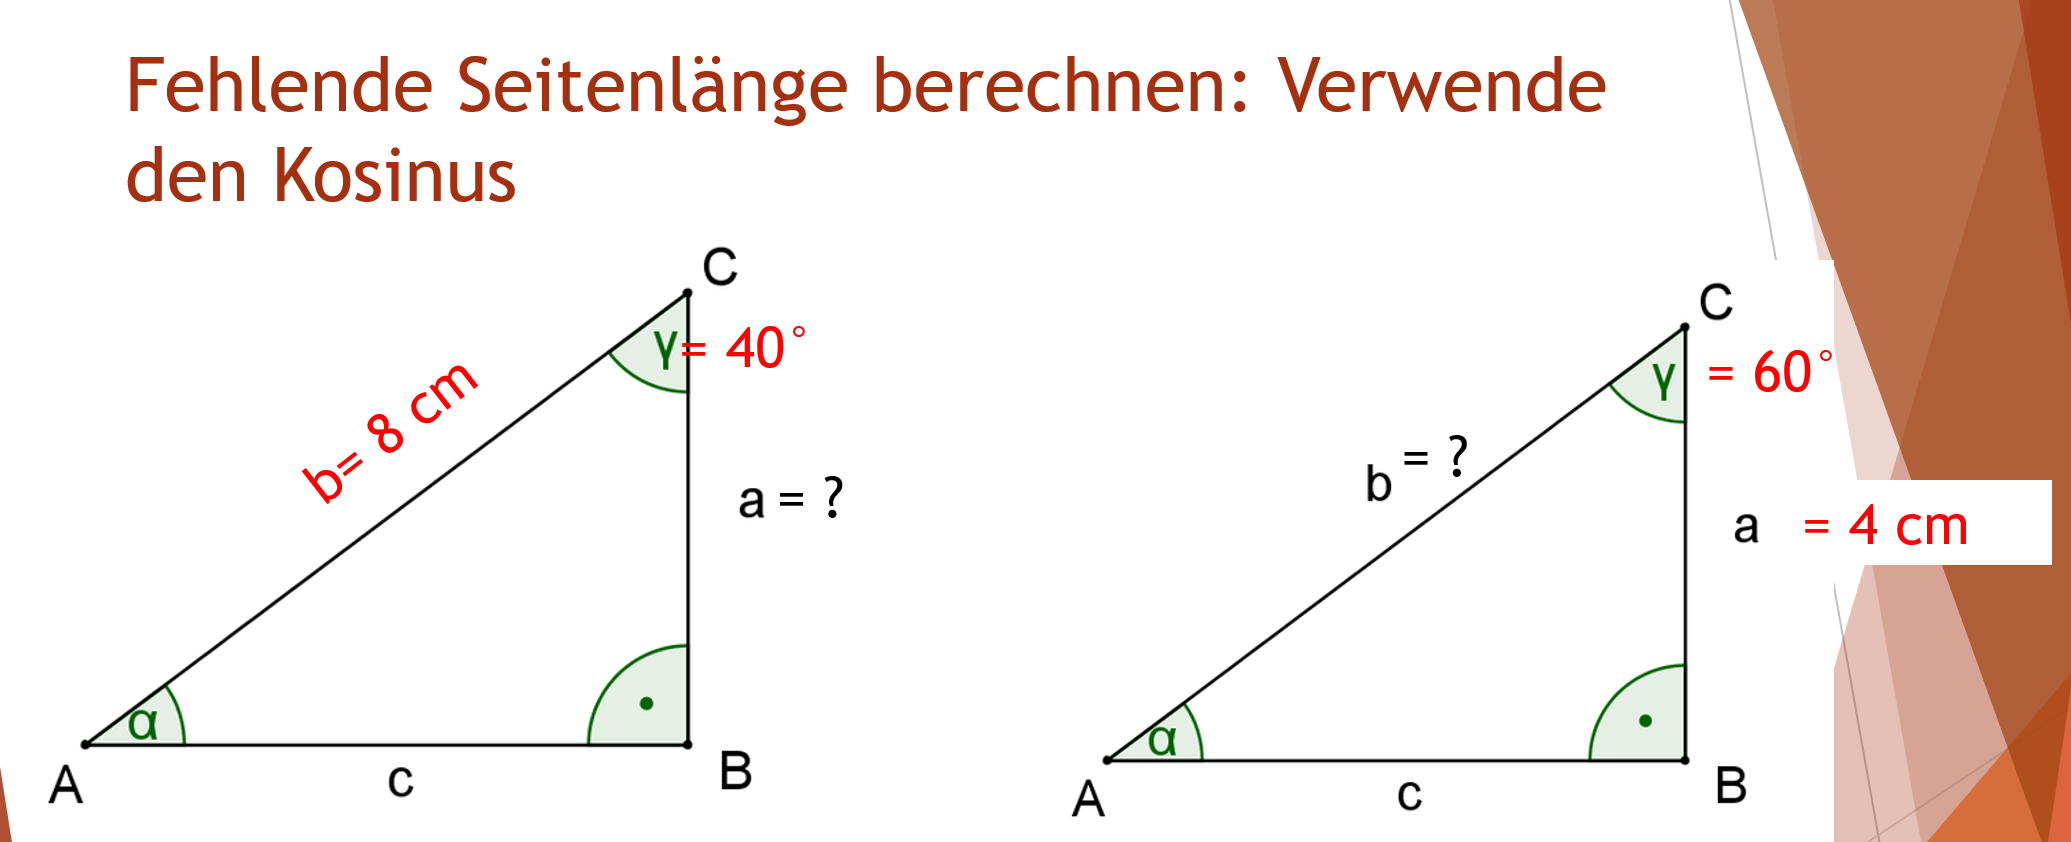 Fehlende Seitenlänge berechnen: Verwende
den Kosinus
C
γ= 40°
b= 8 cm
a = ?
α
A
c
B
C
γ = 60°
b = ?
a = 4 cm
α
A
c
B